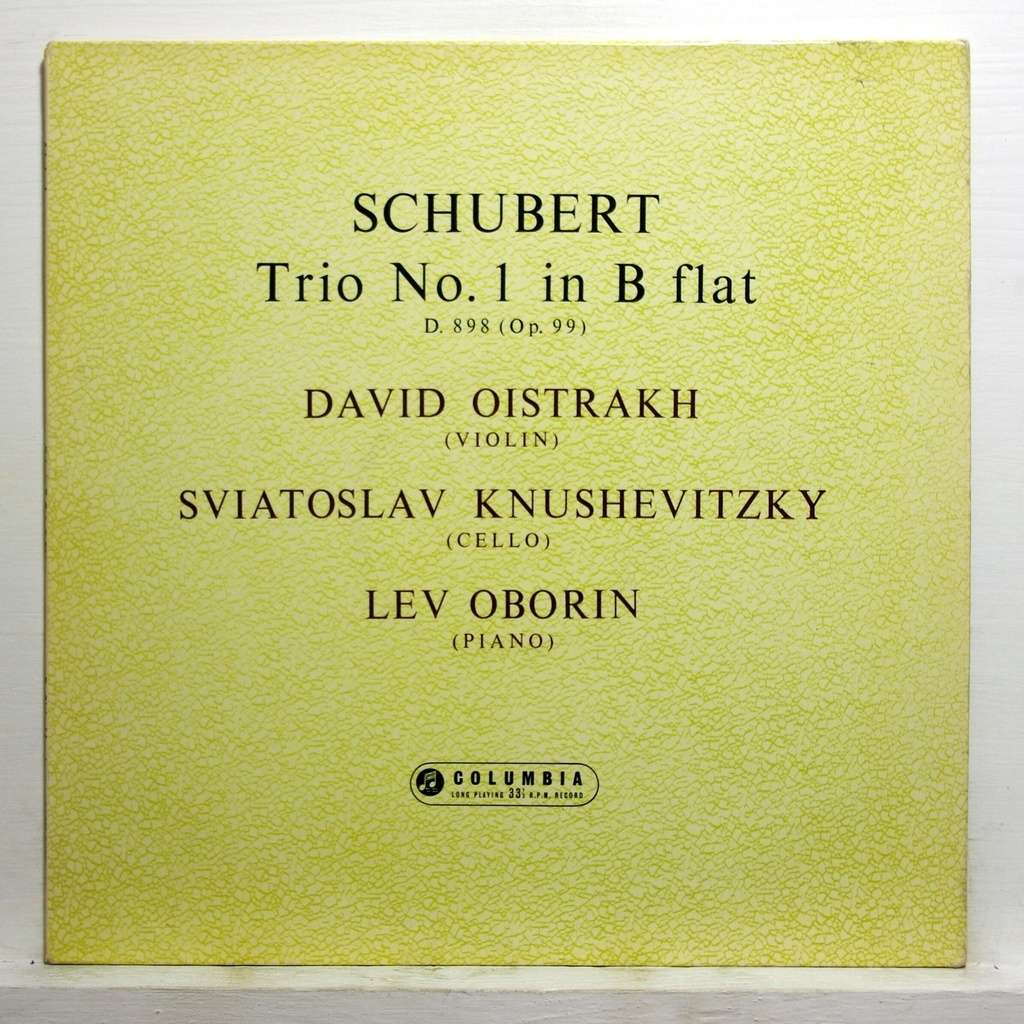 SCHUBERT
Trio No. 1 in B flat
D. 898 (Op. 99)
DAVID OISTRAKH
(VIOLIN)
SVIATOSLAV KNUSHEVITZKY
(CELLO)
LEV OBORIN
(PIANO)
COLUMBIA
LONG PLAYING 33⅓ R.P.M. RECORD